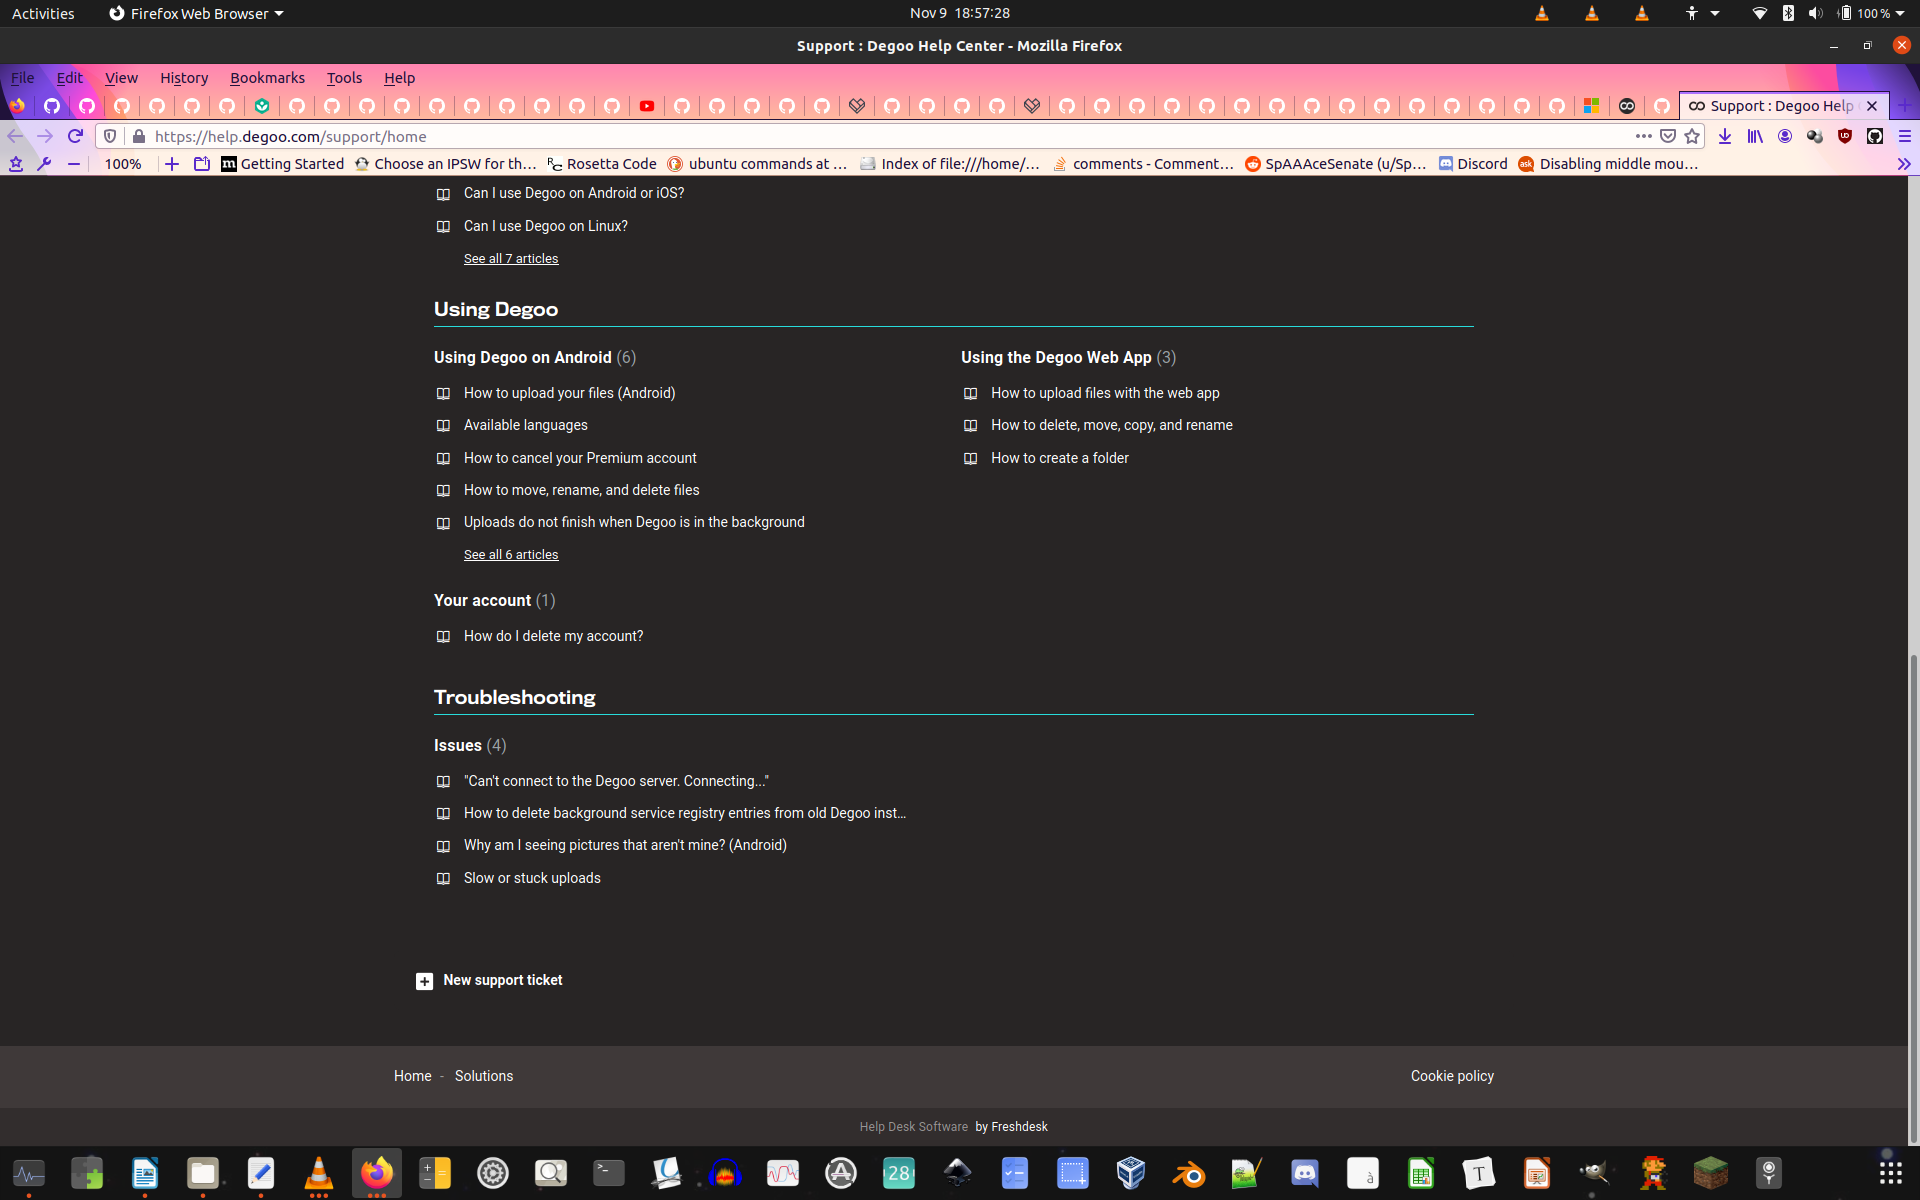 Activities Firefox Web Browser Nov 9 18:57:28 100 %
Support : Degoo Help Center - Mozilla Firefox
File Edit View History Bookmarks Tools Help
Support : Degoo Help
https://help.degoo.com/support/home
100% Getting Started Choose an IPSW for th… Rosetta Code ubuntu commands at … Index of file:///home/… comments - Comment… SpAAAceSenate (u/Sp… Discord Disabling middle mou…
Can I use Degoo on Android or iOS?
Can I use Degoo on Linux?
See all 7 articles
Using Degoo
Using Degoo on Android (6)
How to upload your files (Android)
Available languages
How to cancel your Premium account
How to move, rename, and delete files
Uploads do not finish when Degoo is in the background
See all 6 articles
Using the Degoo Web App (3)
How to upload files with the web app
How to delete, move, copy, and rename
How to create a folder
Your account (1)
How do I delete my account?
Troubleshooting
Issues (4)
"Can't connect to the Degoo server. Connecting..."
How to delete background service registry entries from old Degoo inst…
Why am I seeing pictures that aren't mine? (Android)
Slow or stuck uploads
New support ticket
Home - Solutions Cookie policy
Help Desk Software by Freshdesk
28